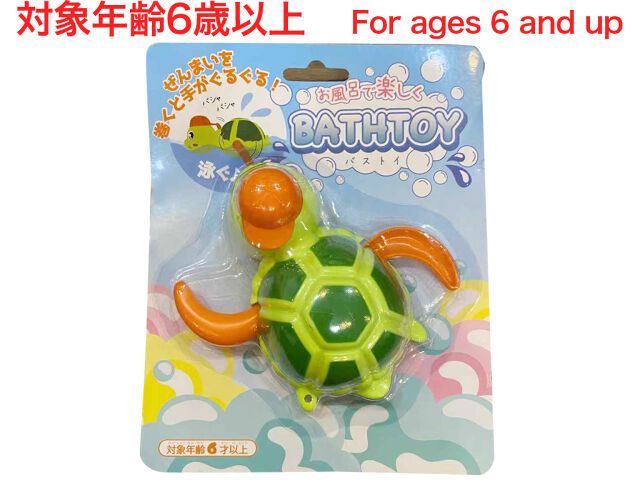 対象年齢6歳以上 For ages 6 and up
ぜんまいを
巻くと手がぐるぐる!
バシャ
バシャ
お風呂で楽しく
BATHTOY
バストイ
泳ぐ
対象年齢6才以上